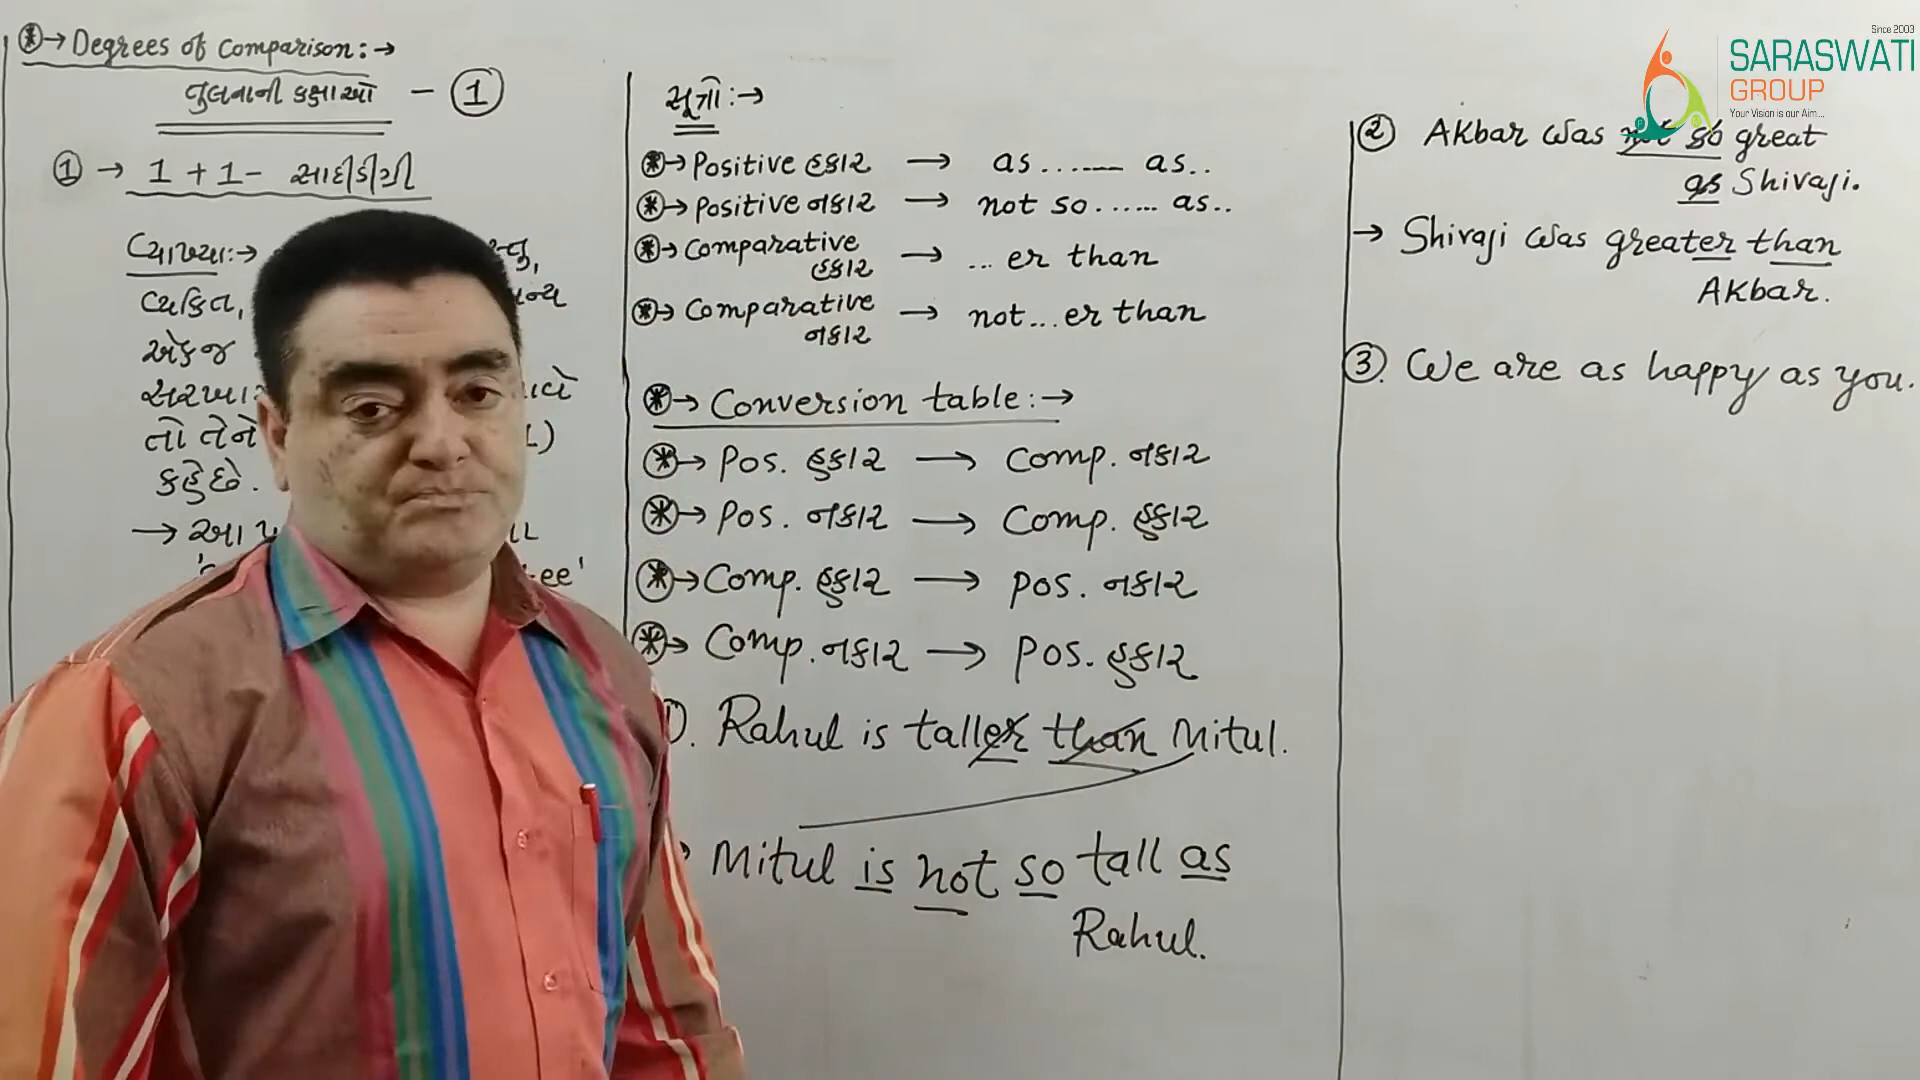 Degrees of Comparison:→
તુલનાની કક્ષાઓ - 1
1 → 1 + 1 - સાદીડીગ્રી
વ્યાખ્યા:→
વ્યકિત,
એકજ
તો તેને
કહેછે.
→ આ
ee'
સૂત્રો:→
→ Positive હકાર → as ...... as..
→ Positive નકાર → not so ...... as..
→ Comparative હકાર → ... er than
→ Comparative નકાર → not... er than
→ Conversion table:→
→ Pos. હકાર → Comp. નકાર
→ Pos. નકાર → Comp. હકાર
→ Comp. હકાર → Pos. નકાર
→ Comp. નકાર → Pos. હકાર
. Rahul is taller than Mitul.
Mitul is not so tall as
Rahul.
Since 2003
SARASWATI
GROUP
Your Vision is our Aim...
2 Akbar was not so great
as Shivaji.
→ Shivaji was greater than
Akbar.
3. We are as happy as you.